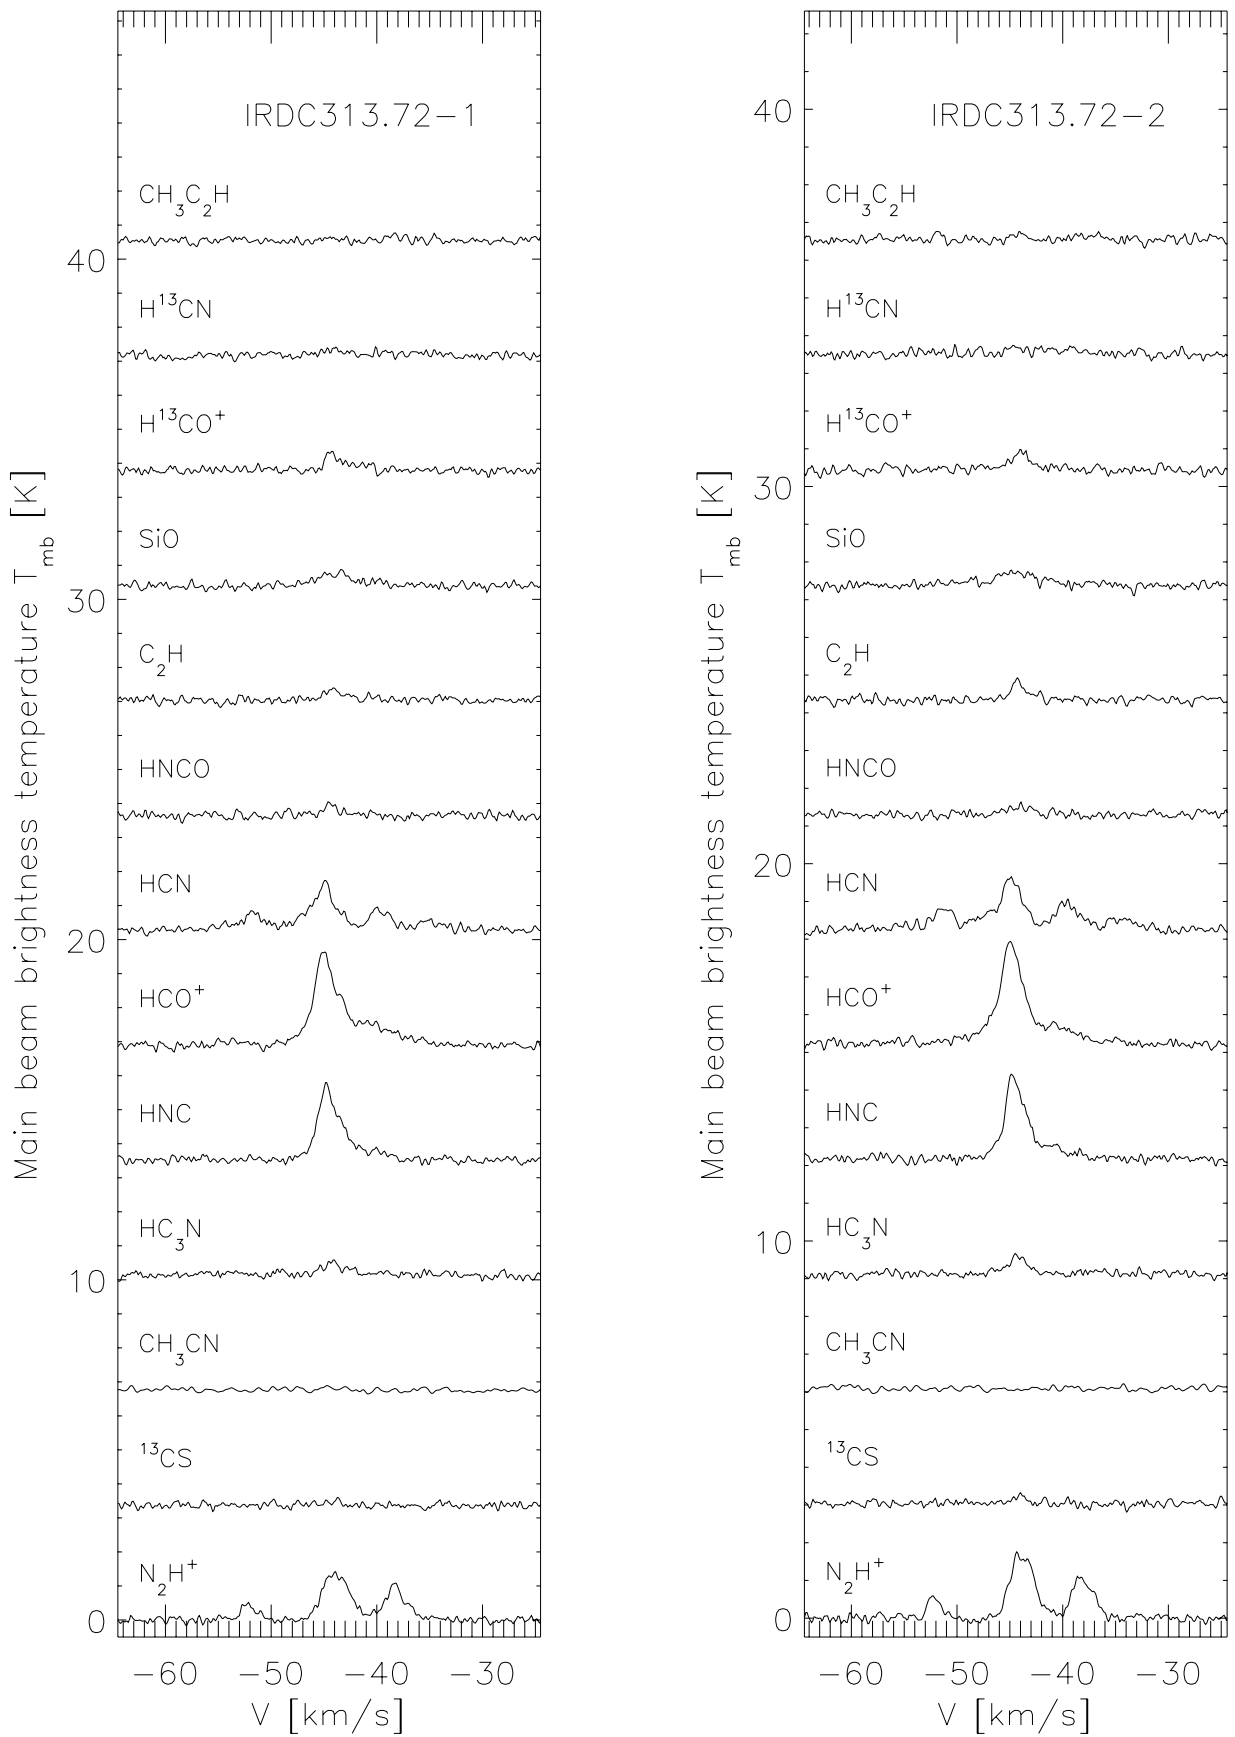 IRDC313.72−1
CH₃C₂H
40
H¹³CN
H¹³CO⁺
SiO
30
C₂H
HNCO
HCN
20
HCO⁺
HNC
HC₃N
10
CH₃CN
¹³CS
N₂H⁺
0
−60 −50 −40 −30
V [km/s]
Main beam brightness temperature T_mb [K]
IRDC313.72−2
40
CH₃C₂H
H¹³CN
H¹³CO⁺
30
SiO
C₂H
HNCO
20
HCN
HCO⁺
HNC
HC₃N
10
CH₃CN
¹³CS
N₂H⁺
0
−60 −50 −40 −30
V [km/s]
Main beam brightness temperature T_mb [K]